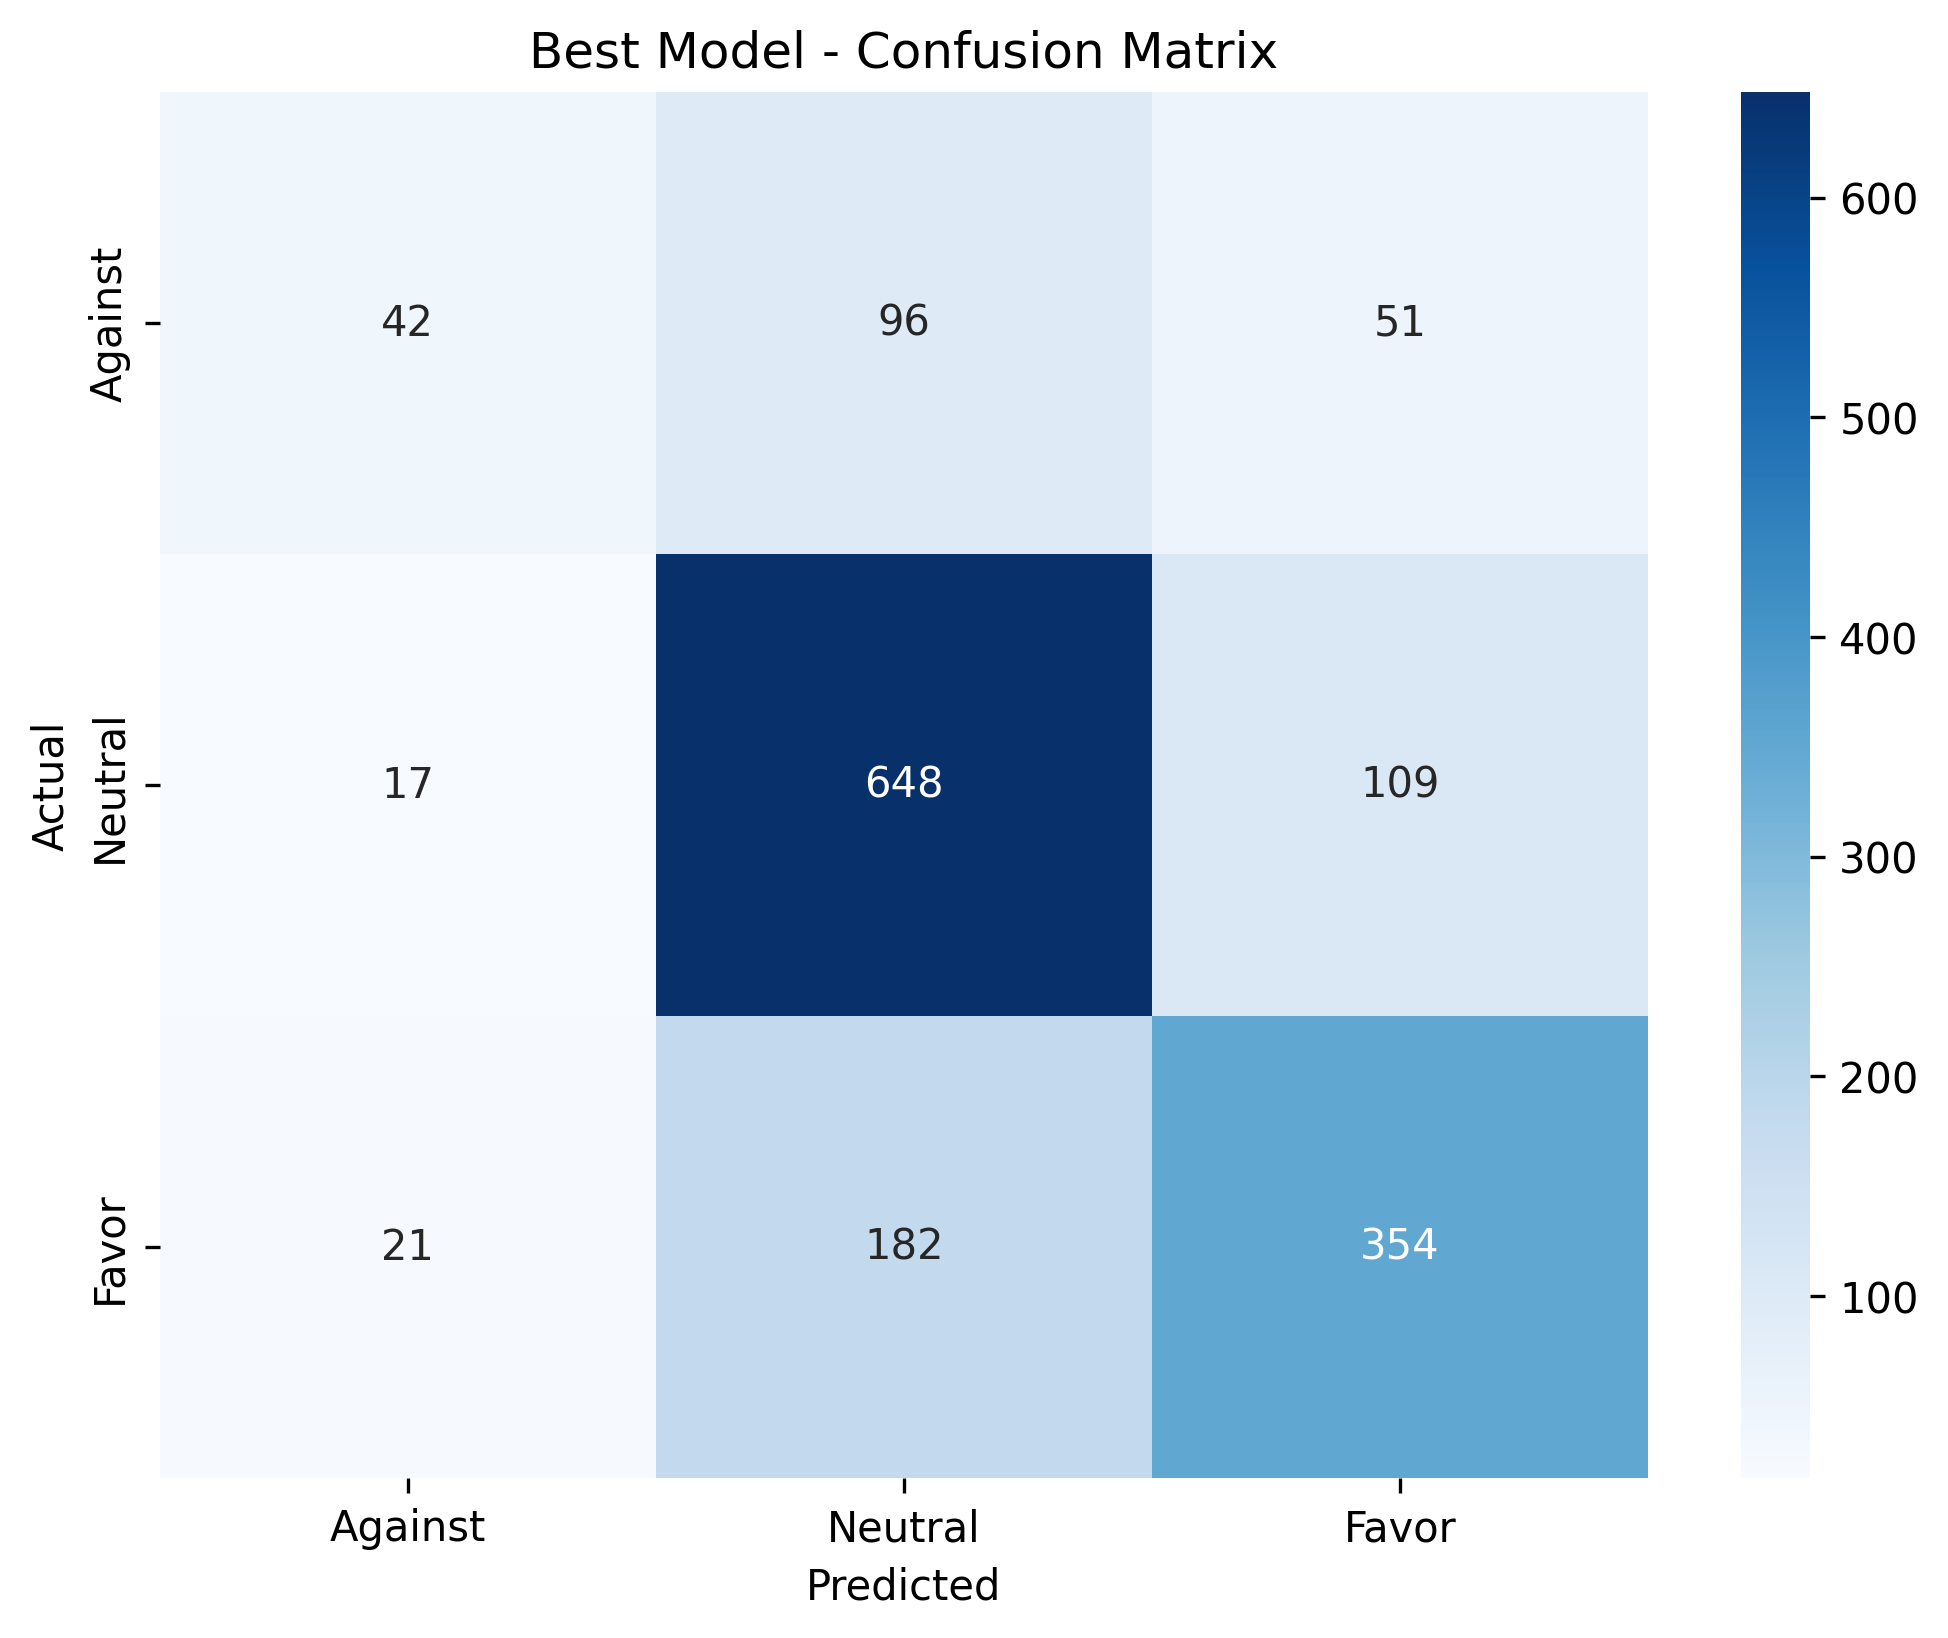 Best Model - Confusion Matrix
Actual
Against
42 96 51
Neutral
17 648 109
Favor
21 182 354
Against Neutral Favor
Predicted
600
500
400
300
200
100